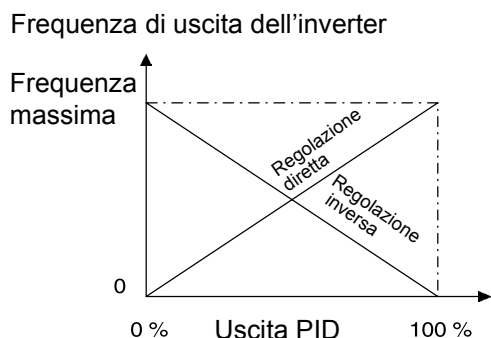 Frequenza di uscita dell'inverter
Frequenza
massima
Regolazione
diretta
Regolazione
inversa
0
0 %
Uscita PID
100 %